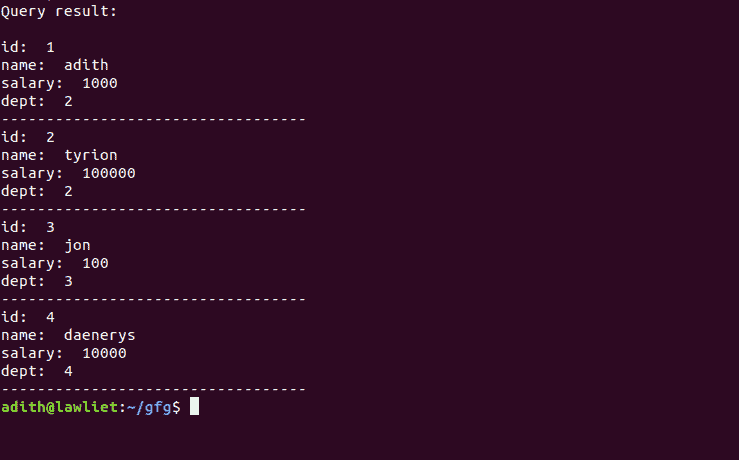 Query result:
id:  1
name:  adith
salary:  1000
dept:  2
----------------------------------
id:  2
name:  tyrion
salary:  100000
dept:  2
----------------------------------
id:  3
name:  jon
salary:  100
dept:  3
----------------------------------
id:  4
name:  daenerys
salary:  10000
dept:  4
----------------------------------
adith@lawliet:~/gfg$